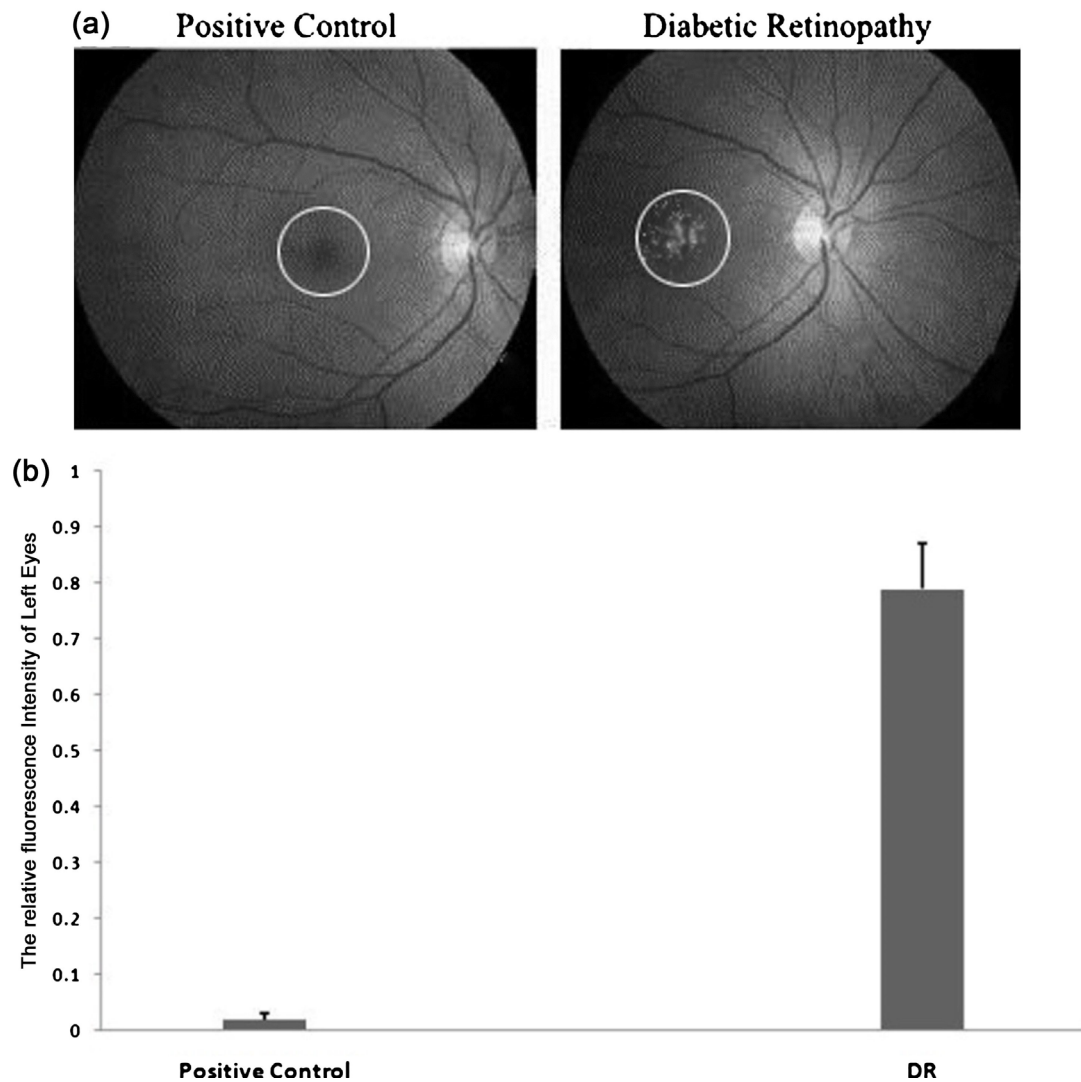 (a) Positive Control Diabetic Retinopathy
(b)
The relative fluorescence Intensity of Left Eyes
1
0.9
0.8
0.7
0.6
0.5
0.4
0.3
0.2
0.1
0
Positive Control DR